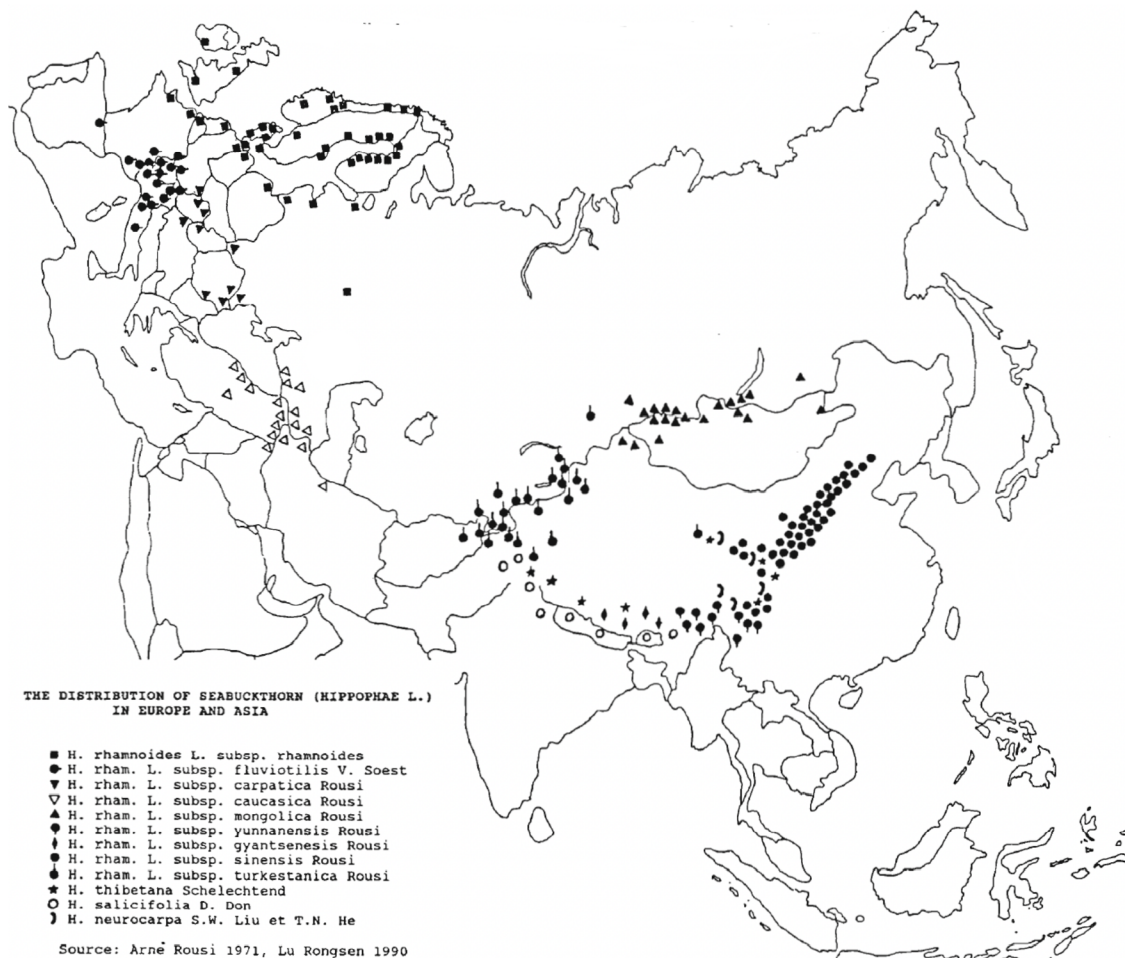 THE DISTRIBUTION OF SEABUCKTHORN (HIPPOPHAE L.)
IN EUROPE AND ASIA
H. rhamnoides L. subsp. rhamnoides
H. rham. L. subsp. fluviotilis V. Soest
H. rham. L. subsp. carpatica Rousi
H. rham. L. subsp. caucasica Rousi
H. rham. L. subsp. mongolica Rousi
H. rham. L. subsp. yunnanensis Rousi
H. rham. L. subsp. gyantsenesis Rousi
H. rham. L. subsp. sinensis Rousi
H. rham. L. subsp. turkestanica Rousi
H. thibetana Schelechtend
H. salicifolia D. Don
H. neurocarpa S.W. Liu et T.N. He
Source: Arne Rousi 1971, Lu Rongsen 1990